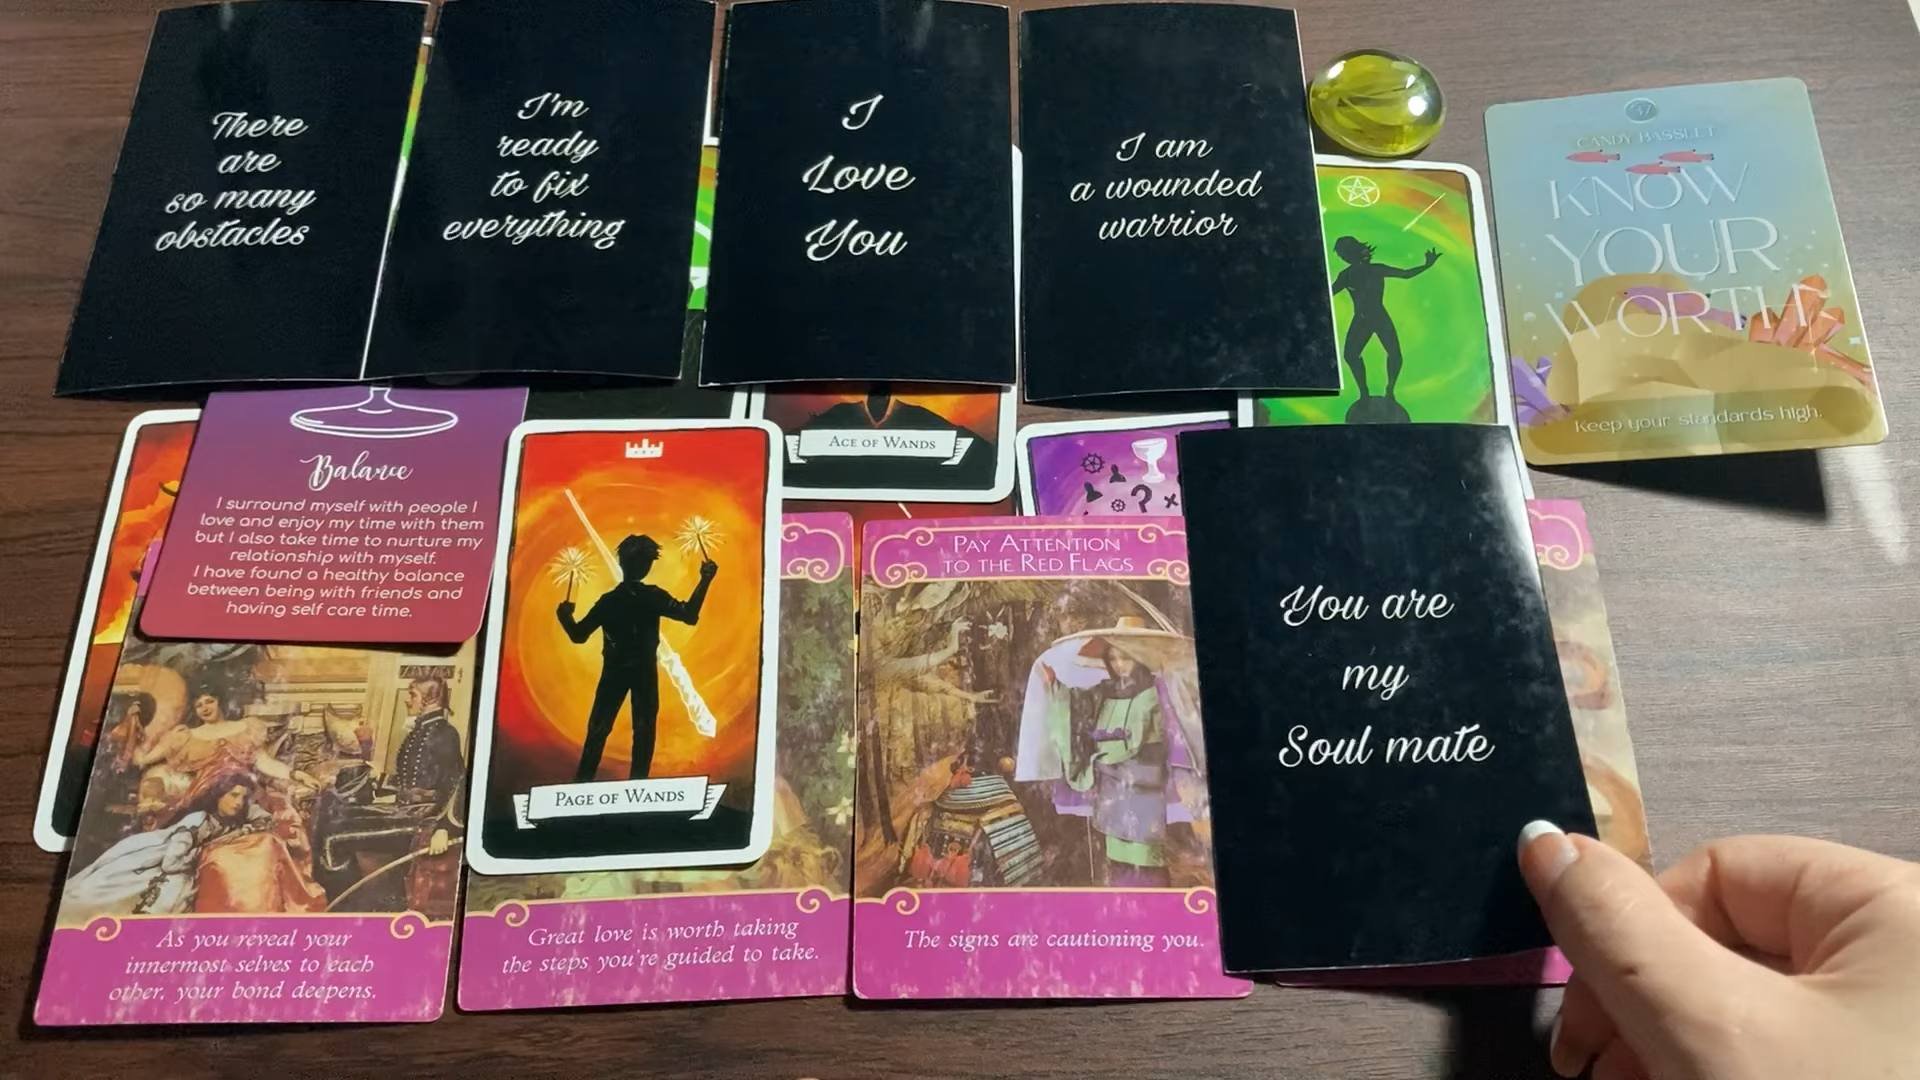 There
are
so many
obstacles
I'm
ready
to fix
everything
I
Love
You
I am
a wounded
warrior
47
CANDY BASSLET
KNOW
YOUR
WORTH
Keep your standards high.
Balance
I surround myself with people I
love and enjoy my time with them
but I also take time to nurture my
relationship with myself.
I have found a healthy balance
between being with friends and
having self care time.
ACE OF WANDS
PAGE OF WANDS
PAY ATTENTION
TO THE RED FLAGS
You are
my
Soul mate
As you reveal your
innermost selves to each
other, your bond deepens.
Great love is worth taking
the steps you're guided to take.
The signs are cautioning you.